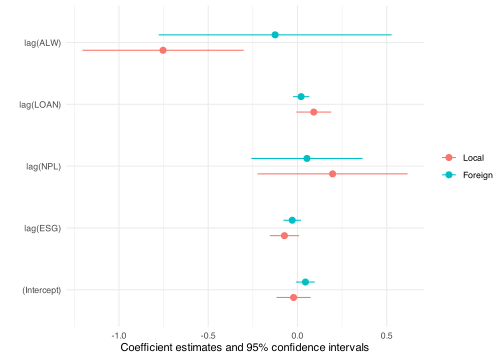 lag(ALW)
lag(LOAN)
lag(NPL)
lag(ESG)
(Intercept)
Local
Foreign
-1.0 -0.5 0.0 0.5
Coefficient estimates and 95% confidence intervals